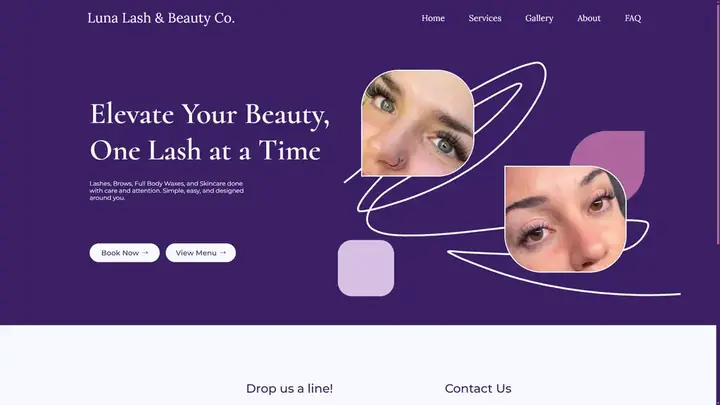 Luna Lash & Beauty Co.
Home Services Gallery About FAQ
Elevate Your Beauty,
One Lash at a Time
Lashes, Brows, Full Body Waxes, and Skincare done
with care and attention. Simple, easy, and designed
around you.
Book Now → View Menu →
Drop us a line! Contact Us